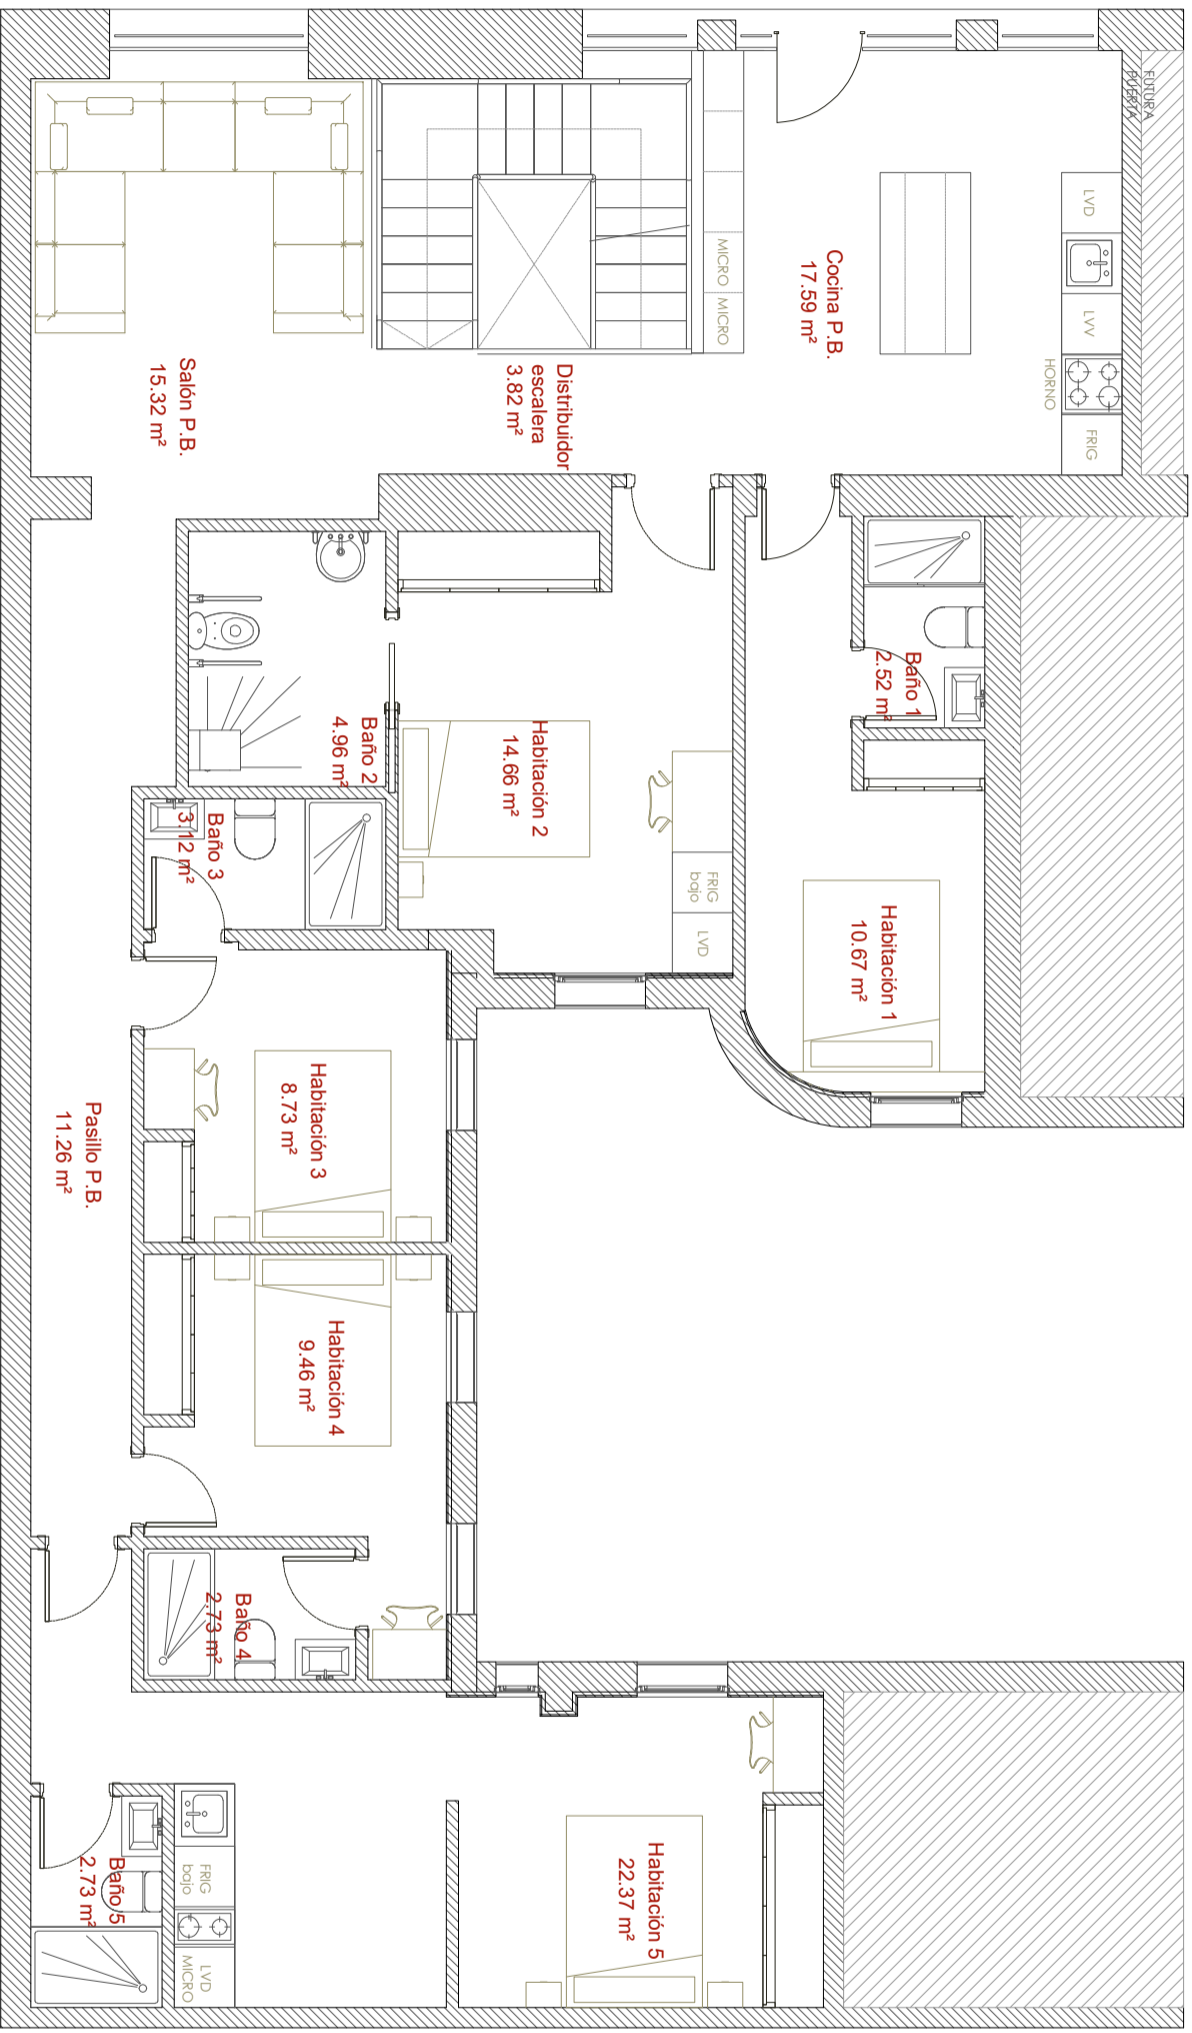 FUTURA
PUERTA
LVD
LVV
HORNO
FRIG
MICRO
MICRO
Cocina P.B.
17.59 m²
Distribuidor
escalera
3.82 m²
Salón P.B.
15.32 m²
Baño 1
2.52 m²
Habitación 1
10.67 m²
Habitación 2
14.66 m²
FRIG
bajo
LVD
Baño 2
4.96 m²
Baño 3
3.12 m²
Habitación 3
8.73 m²
Pasillo P.B.
11.26 m²
Habitación 4
9.46 m²
Baño 4
2.73 m²
Habitación 5
22.37 m²
Baño 5
2.73 m²
FRIG
bajo
LVD
MICRO